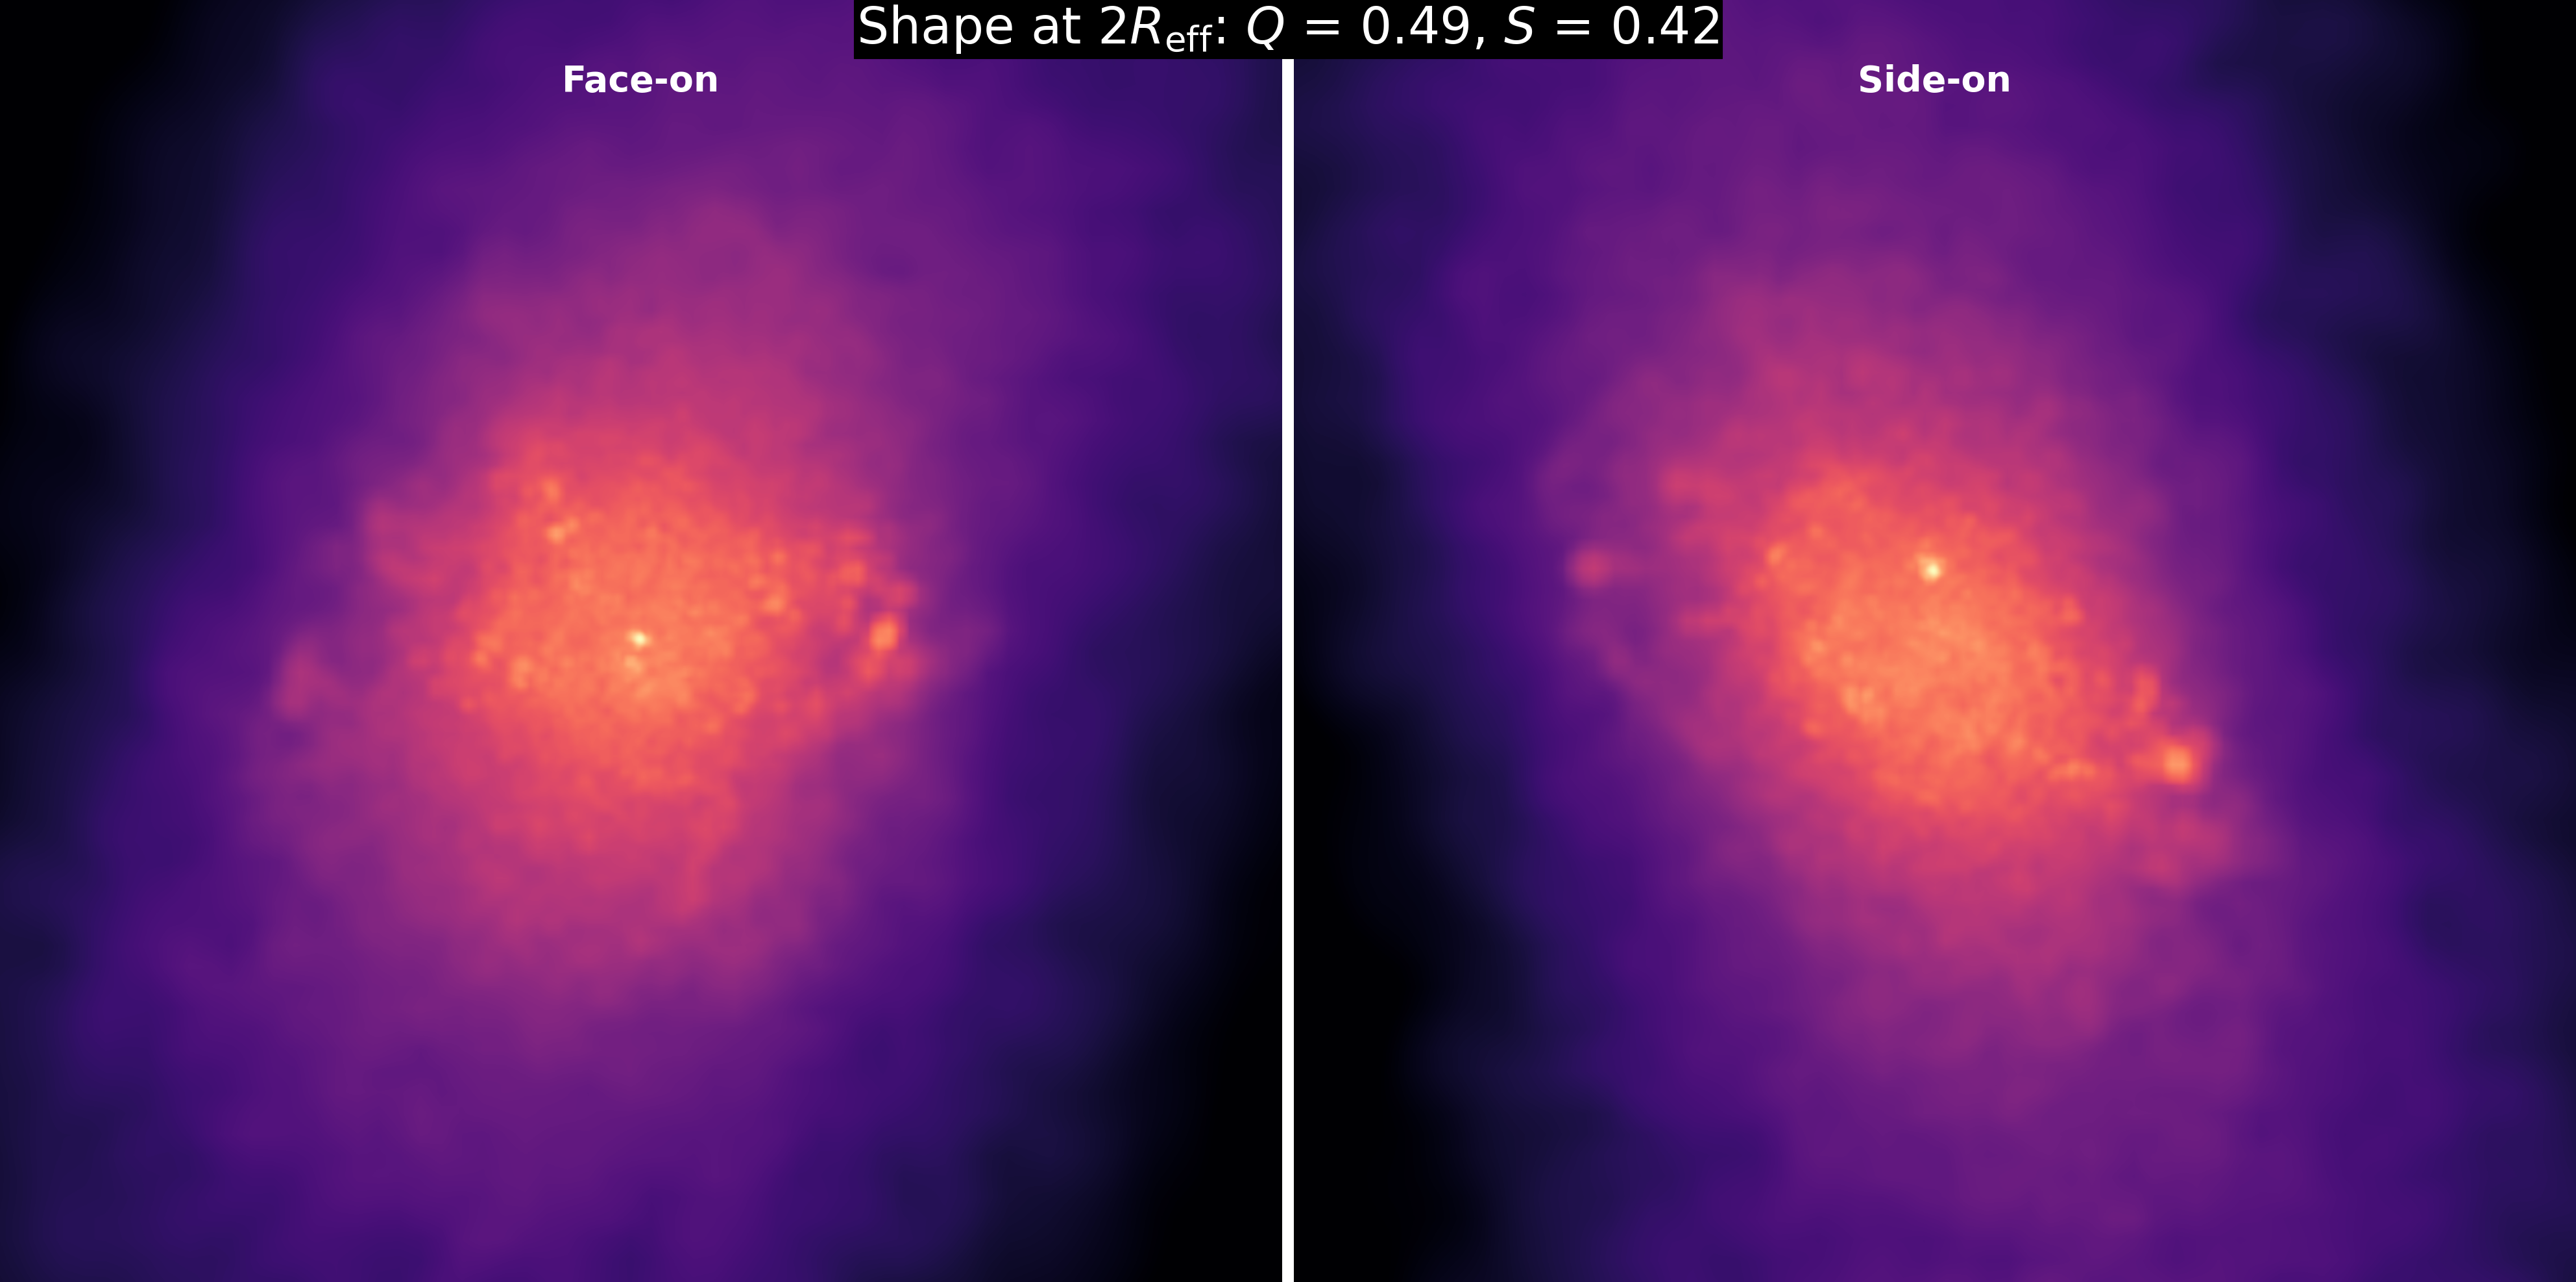 Shape at 2R_eff: Q = 0.49, S = 0.42
Face-on
Side-on